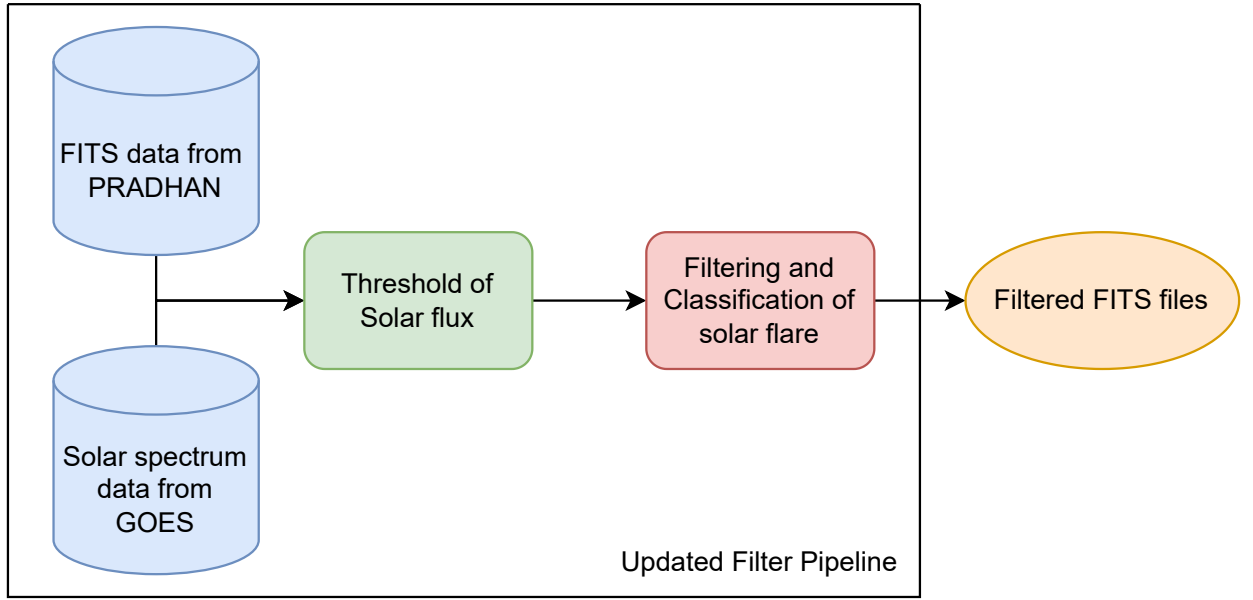 FITS data from
PRADHAN
Threshold of
Solar flux
Filtering and
Classification of
solar flare
Filtered FITS files
Solar spectrum
data from
GOES
Updated Filter Pipeline